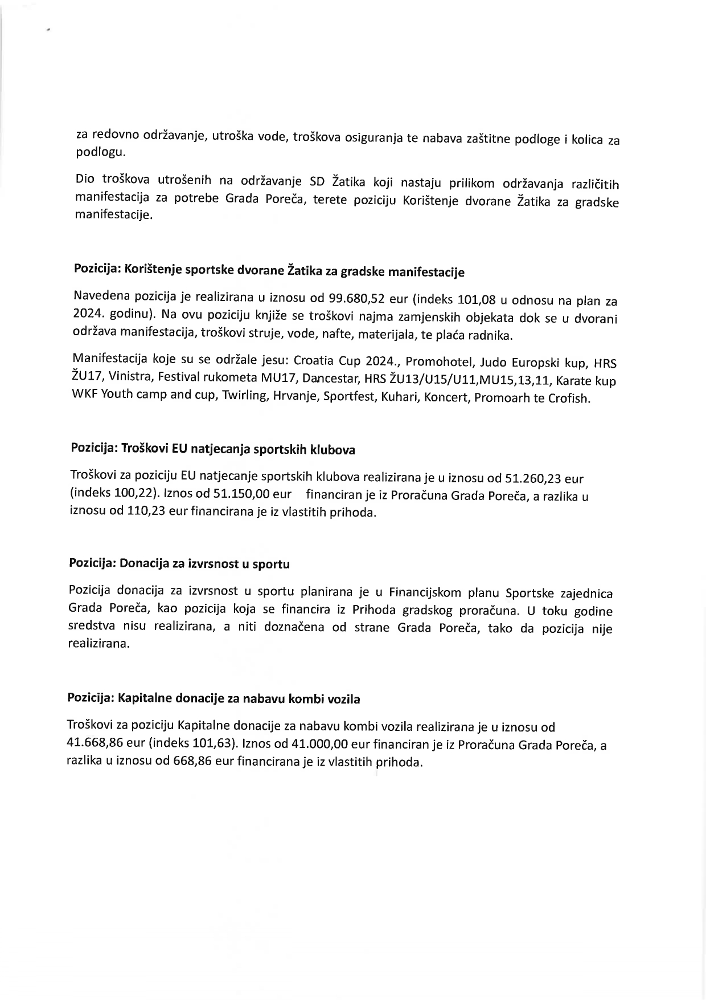 za redovno održavanje, utroška vode, troškova osiguranja te nabava zaštitne podloge i kolica za
podlogu.
Dio troškova utrošenih na održavanje SD Žatika koji nastaju prilikom održavanja različitih
manifestacija za potrebe Grada Poreča, terete poziciju Korištenje dvorane Žatika za gradske
manifestacije.
Pozicija: Korištenje sportske dvorane Žatika za gradske manifestacije
Navedena pozicija je realizirana u iznosu od 99.680,52 eur (indeks 101,08 u odnosu na plan za
2024. godinu). Na ovu poziciju knjiže se troškovi najma zamjenskih objekata dok se u dvorani
održava manifestacija, troškovi struje, vode, nafte, materijala, te plaća radnika.
Manifestacija koje su se održale jesu: Croatia Cup 2024., Promohotel, Judo Europski kup, HRS
ŽU17, Vinistra, Festival rukometa MU17, Dancestar, HRS ŽU13/U15/U11,MU15,13,11, Karate kup
WKF Youth camp and cup, Twirling, Hrvanje, Sportfest, Kuhari, Koncert, Promoarh te Crofish.
Pozicija: Troškovi EU natjecanja sportskih klubova
Troškovi za poziciju EU natjecanje sportskih klubova realizirana je u iznosu od 51.260,23 eur
(indeks 100,22). Iznos od 51.150,00 eur financiran je iz Proračuna Grada Poreča, a razlika u
iznosu od 110,23 eur financirana je iz vlastitih prihoda.
Pozicija: Donacija za izvrsnost u sportu
Pozicija donacija za izvrsnost u sportu planirana je u Financijskom planu Sportske zajednica
Grada Poreča, kao pozicija koja se financira iz Prihoda gradskog proračuna. U toku godine
sredstva nisu realizirana, a niti doznačena od strane Grada Poreča, tako da pozicija nije
realizirana.
Pozicija: Kapitalne donacije za nabavu kombi vozila
Troškovi za poziciju Kapitalne donacije za nabavu kombi vozila realizirana je u iznosu od
41.668,86 eur (indeks 101,63). Iznos od 41.000,00 eur financiran je iz Proračuna Grada Poreča, a
razlika u iznosu od 668,86 eur financirana je iz vlastitih prihoda.